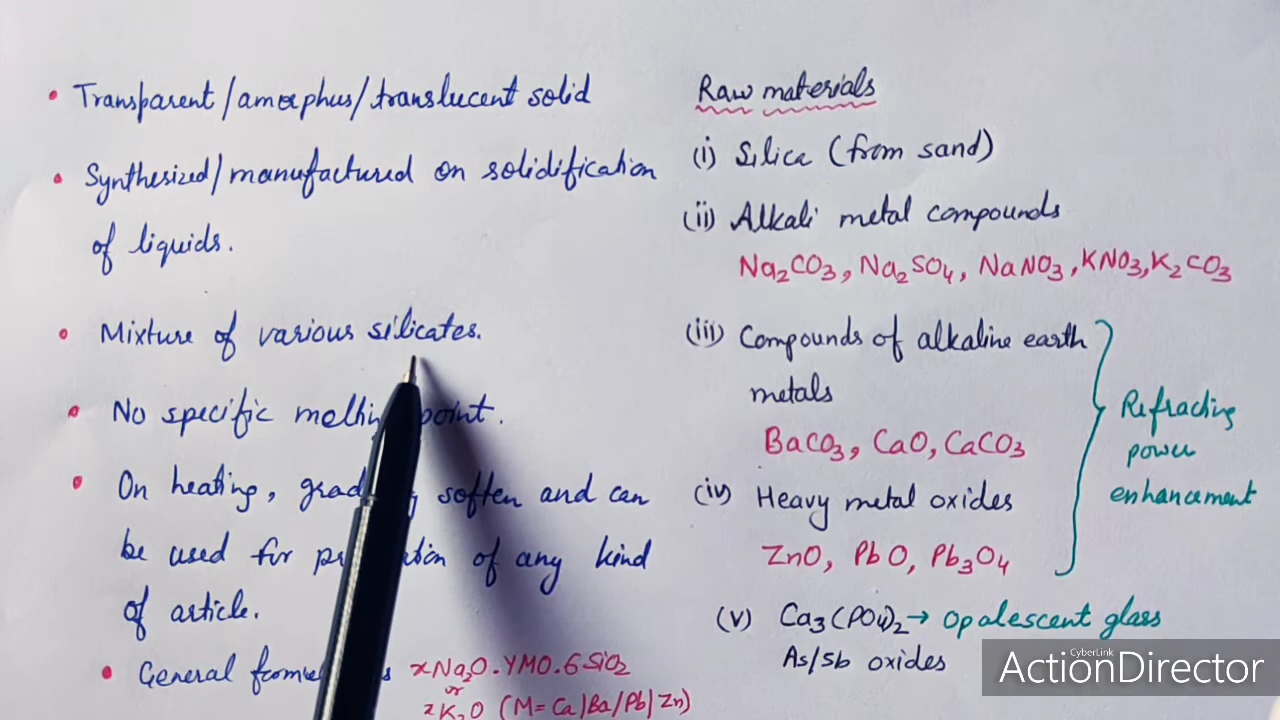 • Transparent/amorphus/translucent solid
• Synthesized/manufactured on solidification
of liquids.
• Mixture of various silicates.
• No specific melting point.
• On heating, soften and can
be used for of any kind
of article.
• General xNa2O.YMO.6SiO2
or
xK2O (M=Ca/Ba/Pb/Zn)
Raw materials
(i) Silica (from sand)
(ii) Alkali metal compounds
Na2CO3, Na2SO4, NaNO3, KNO3, K2CO3
(iii) Compounds of alkaline earth
metals
BaCO3, CaO, CaCO3
(iv) Heavy metal oxides
ZnO, PbO, Pb3O4
Refracting
power
enhancement
(v) Ca3(PO4)2 → opalescent glass
As/Sb oxides
CyberLink
ActionDirector